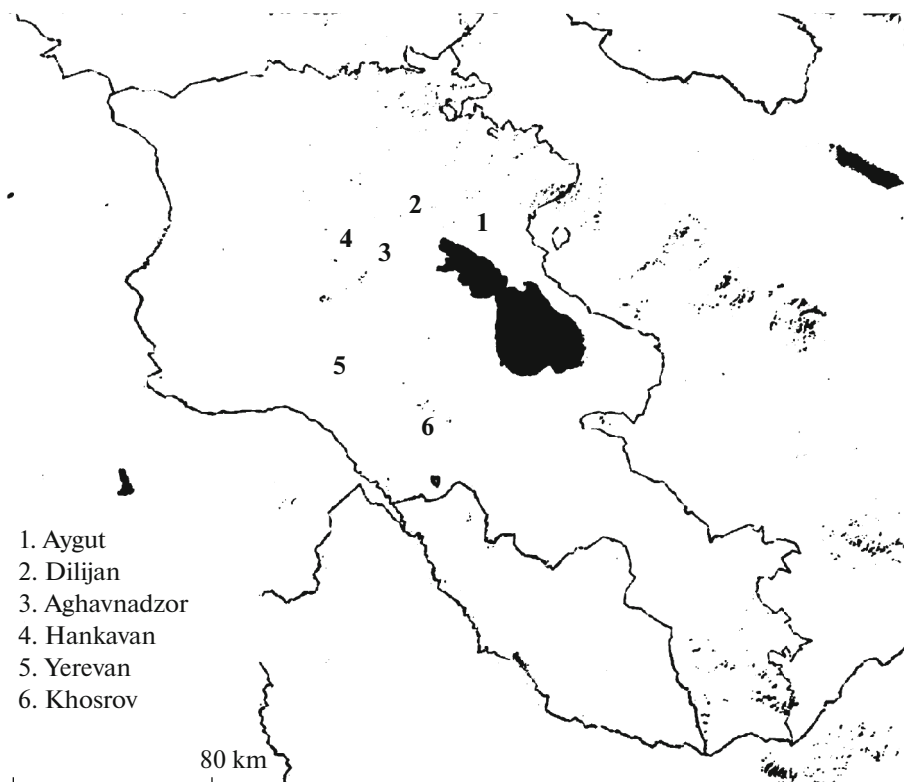 2
1
4
3
5
6
1. Aygut
2. Dilijan
3. Aghavnadzor
4. Hankavan
5. Yerevan
6. Khosrov
80 km